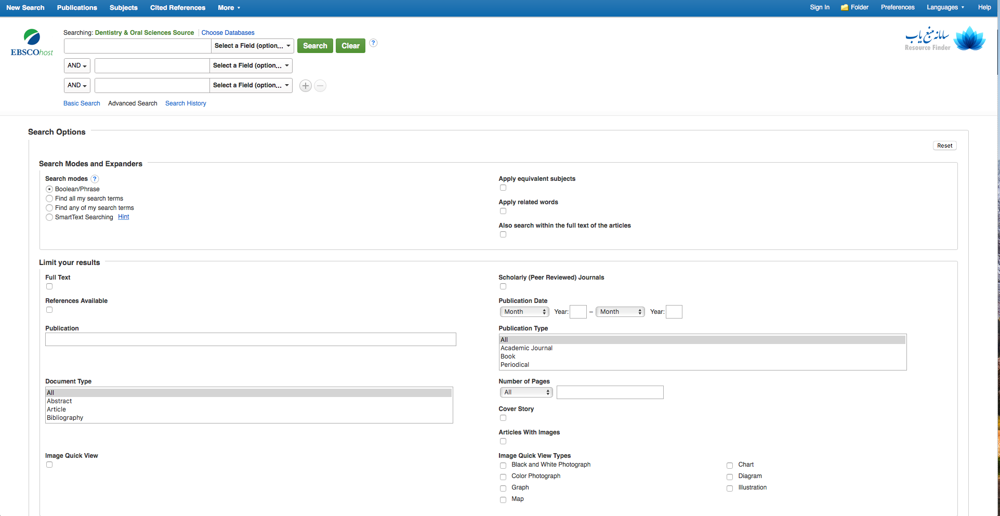 New Search Publications Subjects Cited References More Sign In Folder Preferences Languages Help
EBSCOhost
Searching: Dentistry & Oral Sciences Source Choose Databases
Select a Field (option... Search Clear ?
AND Select a Field (option...
AND Select a Field (option...
Basic Search Advanced Search Search History
سامانه منبع یاب
Resource Finder
Search Options
Reset
Search Modes and Expanders
Search modes ?
Boolean/Phrase
Find all my search terms
Find any of my search terms
SmartText Searching Hint
Apply equivalent subjects
Apply related words
Also search within the full text of the articles
Limit your results
Full Text
Scholarly (Peer Reviewed) Journals
References Available
Publication Date
Month Year: – Month Year:
Publication
Publication Type
All
Academic Journal
Book
Periodical
Document Type
All
Abstract
Article
Bibliography
Number of Pages
All
Cover Story
Articles With Images
Image Quick View
Image Quick View Types
Black and White Photograph Chart
Color Photograph Diagram
Graph Illustration
Map